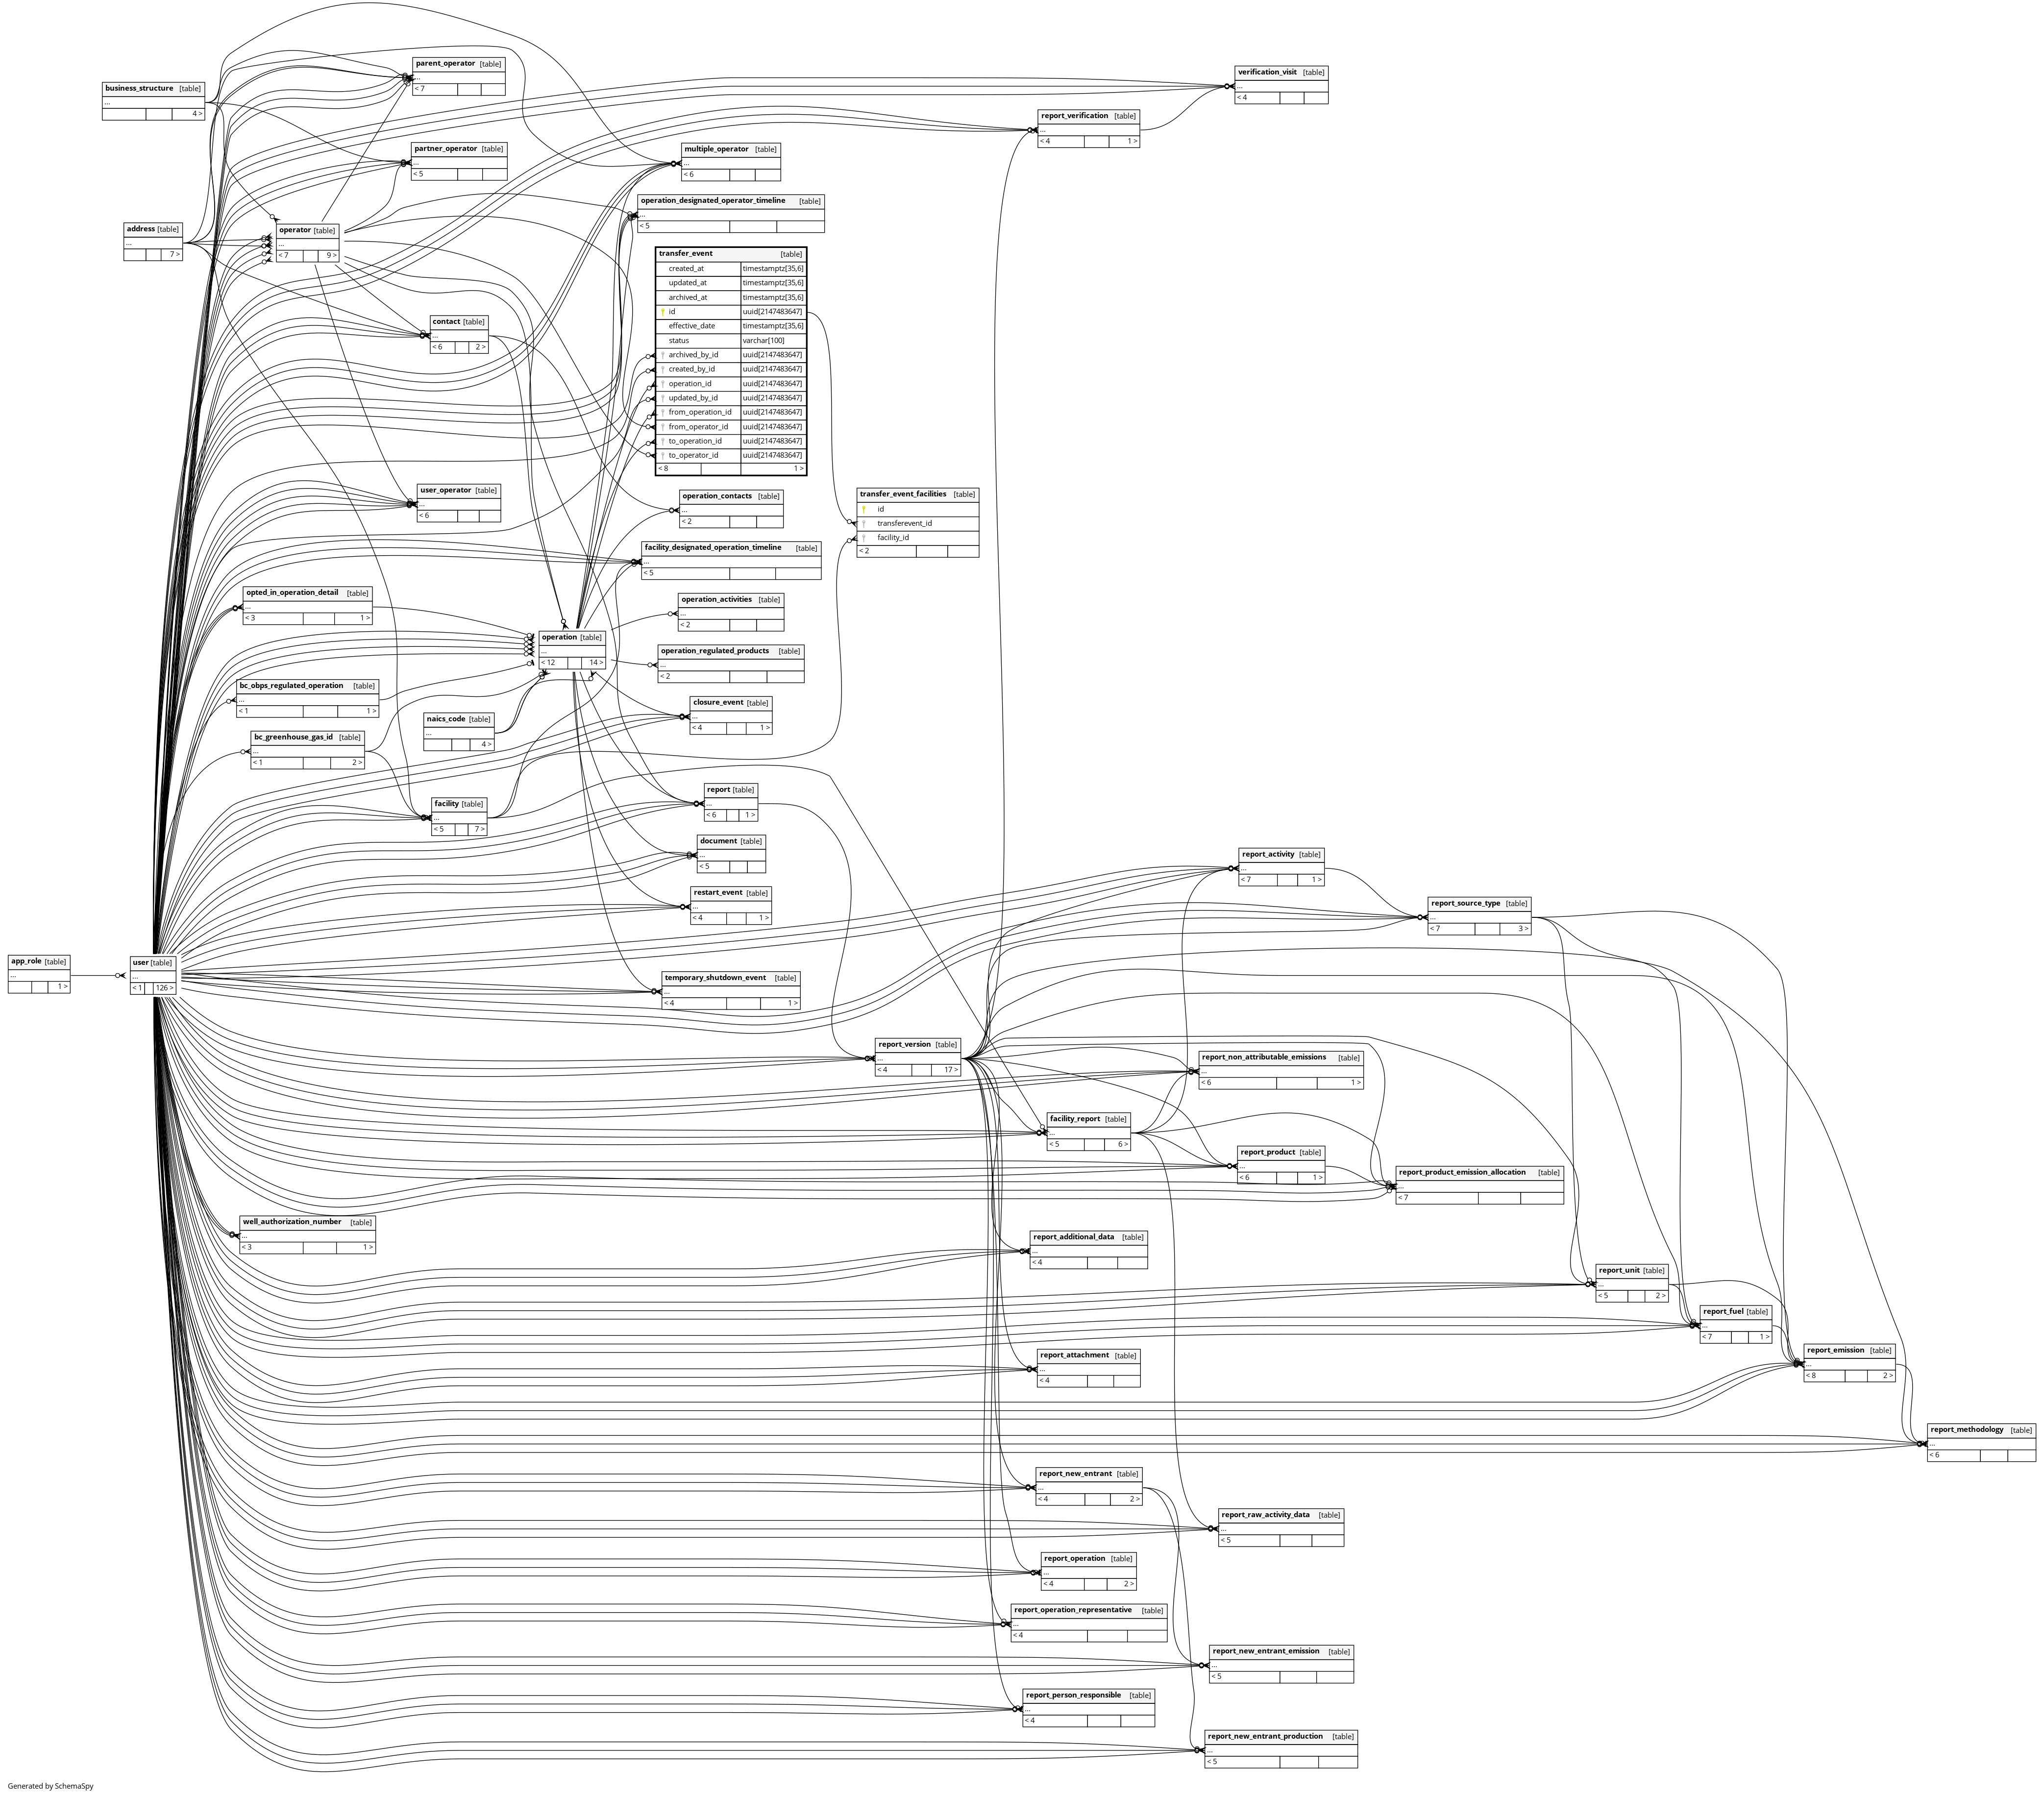 parent_operator [table]
...
< 7
business_structure [table]
...
4 >
verification_visit [table]
...
< 4
report_verification [table]
...
< 4 1 >
partner_operator [table]
...
< 5
multiple_operator [table]
...
< 6
operation_designated_operator_timeline [table]
...
< 5
address [table]
...
7 >
operator [table]
...
< 7 9 >
transfer_event [table]
created_at timestamptz[35,6]
updated_at timestamptz[35,6]
archived_at timestamptz[35,6]
id uuid[2147483647]
effective_date timestamptz[35,6]
status varchar[100]
archived_by_id uuid[2147483647]
created_by_id uuid[2147483647]
operation_id uuid[2147483647]
updated_by_id uuid[2147483647]
from_operation_id uuid[2147483647]
from_operator_id uuid[2147483647]
to_operation_id uuid[2147483647]
to_operator_id uuid[2147483647]
< 8 1 >
contact [table]
...
< 6 2 >
user_operator [table]
...
< 6
operation_contacts [table]
...
< 2
transfer_event_facilities [table]
id
transferevent_id
facility_id
< 2
facility_designated_operation_timeline [table]
...
< 5
opted_in_operation_detail [table]
...
< 3 1 >
operation_activities [table]
...
< 2
operation [table]
...
< 12 14 >
operation_regulated_products [table]
...
< 2
bc_obps_regulated_operation [table]
...
< 1 1 >
naics_code [table]
...
4 >
closure_event [table]
...
< 4 1 >
bc_greenhouse_gas_id [table]
...
< 1 2 >
facility [table]
...
< 5 7 >
report [table]
...
< 6 1 >
document [table]
...
< 5
report_activity [table]
...
< 7 1 >
restart_event [table]
...
< 4 1 >
report_source_type [table]
...
< 7 3 >
app_role [table]
...
1 >
user [table]
...
< 1 126 >
temporary_shutdown_event [table]
...
< 4 1 >
report_version [table]
...
< 4 17 >
report_non_attributable_emissions [table]
...
< 6 1 >
facility_report [table]
...
< 5 6 >
report_product [table]
...
< 6 1 >
report_product_emission_allocation [table]
...
< 7
well_authorization_number [table]
...
< 3 1 >
report_additional_data [table]
...
< 4
report_unit [table]
...
< 5 2 >
report_fuel [table]
...
< 7 1 >
report_attachment [table]
...
< 4
report_emission [table]
...
< 8 2 >
report_methodology [table]
...
< 6
report_new_entrant [table]
...
< 4 2 >
report_raw_activity_data [table]
...
< 5
report_operation [table]
...
< 4 2 >
report_operation_representative [table]
...
< 4
report_new_entrant_emission [table]
...
< 5
report_person_responsible [table]
...
< 4
report_new_entrant_production [table]
...
< 5
Generated by SchemaSpy